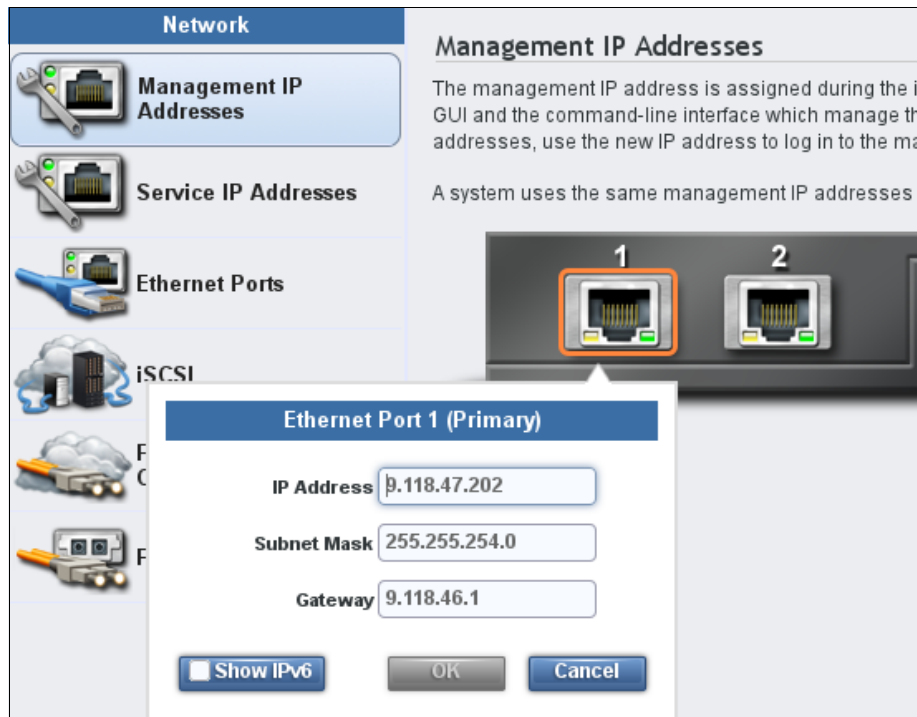 Network
Management IP
Addresses
Service IP Addresses
Ethernet Ports
iSCSI
Management IP Addresses
The management IP address is assigned during the
GUI and the command-line interface which manage
addresses, use the new IP address to log in to the
A system uses the same management IP addresses
1 2
Ethernet Port 1 (Primary)
IP Address 9.118.47.202
Subnet Mask 255.255.254.0
Gateway 9.118.46.1
Show IPv6 OK Cancel